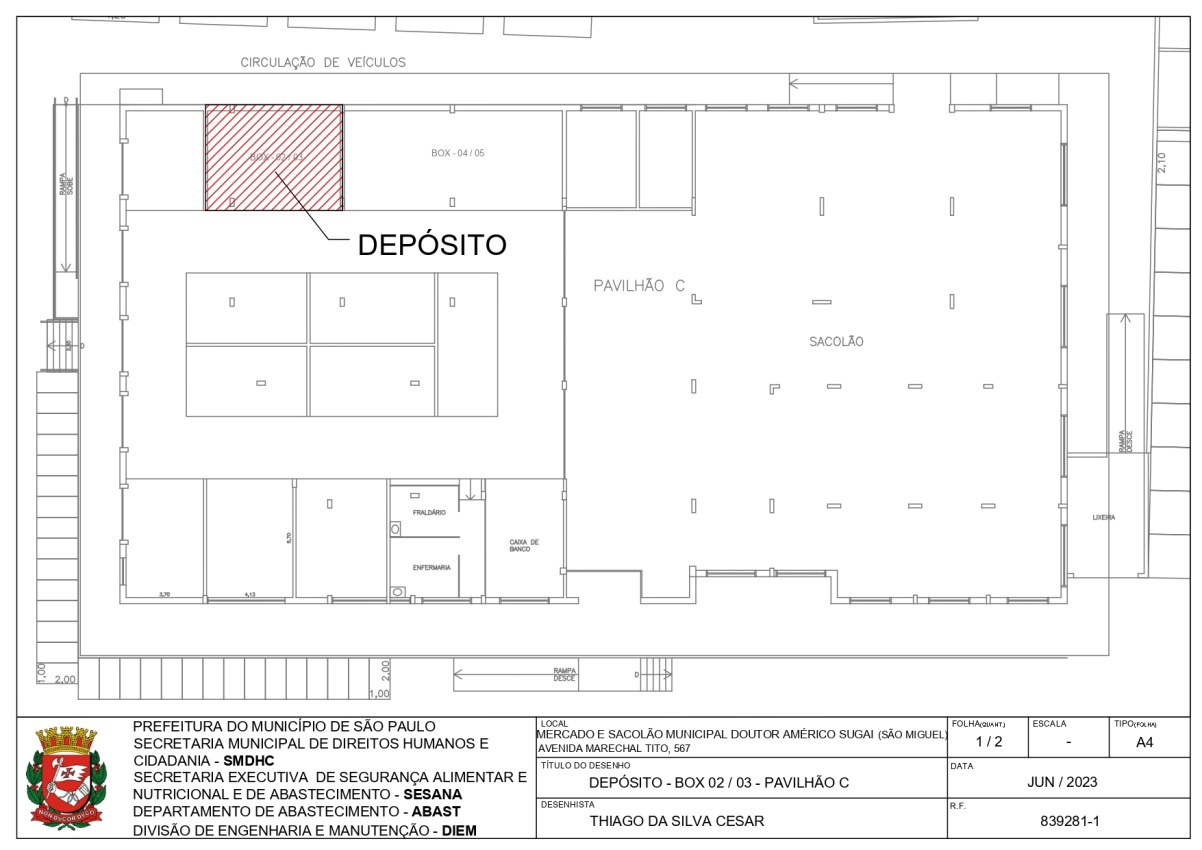 1,20
CIRCULAÇÃO DE VEÍCULOS
D
RAMPA
SOBE
BOX - 02 / 03
BOX - 04 / 05
2,10
DEPÓSITO
PAVILHÃO C
SACOLÃO
D
RAMPA
DESCE
LIXEIRA
FRALDÁRIO
CAIXA DE
BANCO
ENFERMARIA
5,70
3,70
4,13
1,00
2,00
2,00
1,00
RAMPA
DESCE
D
PREFEITURA DO MUNICÍPIO DE SÃO PAULO
SECRETARIA MUNICIPAL DE DIREITOS HUMANOS E
CIDADANIA - SMDHC
SECRETARIA EXECUTIVA DE SEGURANÇA ALIMENTAR E
NUTRICIONAL E DE ABASTECIMENTO - SESANA
DEPARTAMENTO DE ABASTECIMENTO - ABAST
DIVISÃO DE ENGENHARIA E MANUTENÇÃO - DIEM
NON DVCOR DVCO
LOCAL
MERCADO E SACOLÃO MUNICIPAL DOUTOR AMÉRICO SUGAI (SÃO MIGUEL)
AVENIDA MARECHAL TITO, 567
FOLHA(QUANT.)
1 / 2
ESCALA
-
TIPO(FOLHA)
A4
TÍTULO DO DESENHO
DEPÓSITO - BOX 02 / 03 - PAVILHÃO C
DATA
JUN / 2023
DESENHISTA
THIAGO DA SILVA CESAR
R.F.
839281-1